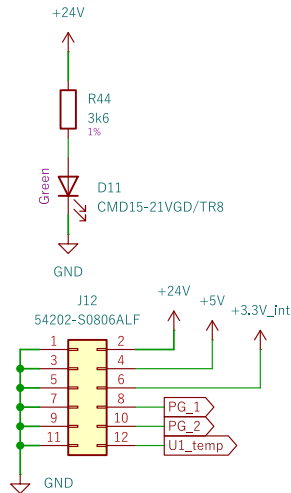 +24V
R44
3k6
1%
Green
D11
CMD15-21VGD/TR8
GND
J12
54202-S0806ALF
+24V
+5V
+3.3V_int
1 2
3 4
5 6
7 8 PG_1
9 10 PG_2
11 12 U1_temp
GND